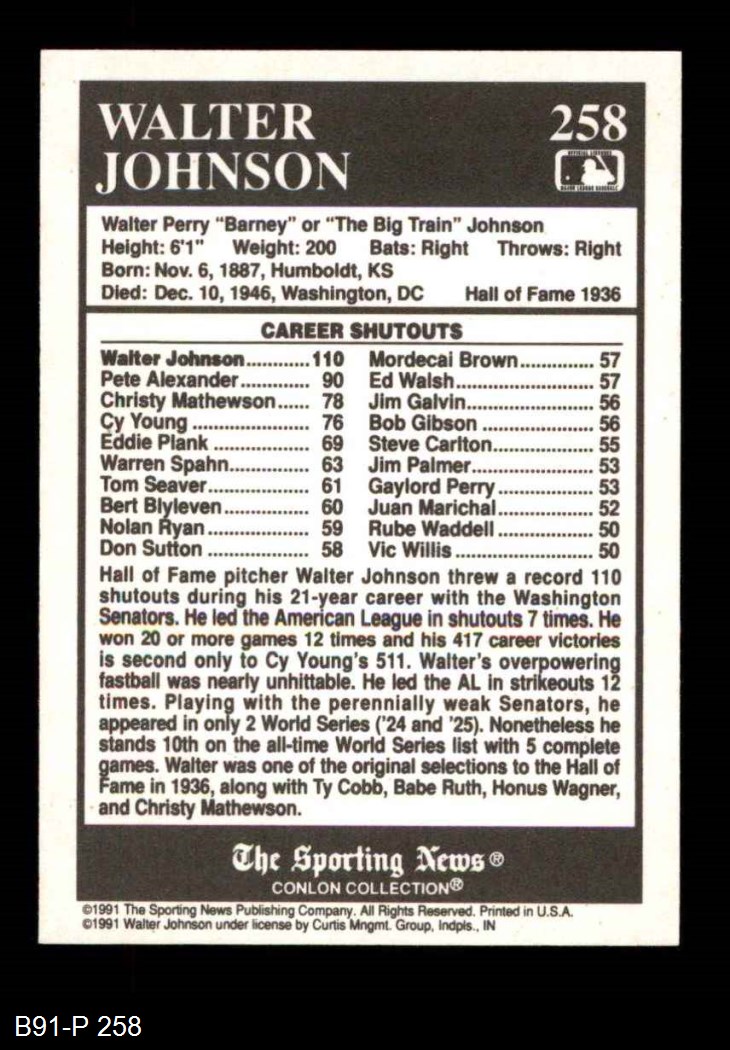 WALTER
JOHNSON
258
OFFICIAL LICENSEE
MAJOR LEAGUE BASEBALL
Walter Perry "Barney" or "The Big Train" Johnson
Height: 6'1" Weight: 200 Bats: Right Throws: Right
Born: Nov. 6, 1887, Humboldt, KS
Died: Dec. 10, 1946, Washington, DC Hall of Fame 1936
CAREER SHUTOUTS
Walter Johnson............110 Mordecai Brown.............. 57
Pete Alexander............. 90 Ed Walsh.......................... 57
Christy Mathewson...... 78 Jim Galvin........................ 56
Cy Young ...................... 76 Bob Gibson ..................... 56
Eddie Plank ................... 69 Steve Carlton................... 55
Warren Spahn............... 63 Jim Palmer....................... 53
Tom Seaver................... 61 Gaylord Perry.................. 53
Bert Blyleven................ 60 Juan Marichal.................. 52
Nolan Ryan................... 59 Rube Waddell.................. 50
Don Sutton ................... 58 Vic Willis.......................... 50
Hall of Fame pitcher Walter Johnson threw a record 110
shutouts during his 21-year career with the Washington
Senators. He led the American League in shutouts 7 times. He
won 20 or more games 12 times and his 417 career victories
is second only to Cy Young's 511. Walter's overpowering
fastball was nearly unhittable. He led the AL in strikeouts 12
times. Playing with the perennially weak Senators, he
appeared in only 2 World Series ('24 and '25). Nonetheless he
stands 10th on the all-time World Series list with 5 complete
games. Walter was one of the original selections to the Hall of
Fame in 1936, along with Ty Cobb, Babe Ruth, Honus Wagner,
and Christy Mathewson.
The Sporting News®
CONLON COLLECTION®
©1991 The Sporting News Publishing Company. All Rights Reserved. Printed in U.S.A.
©1991 Walter Johnson under license by Curtis Mngmt. Group, Indpls., IN
B91-P 258